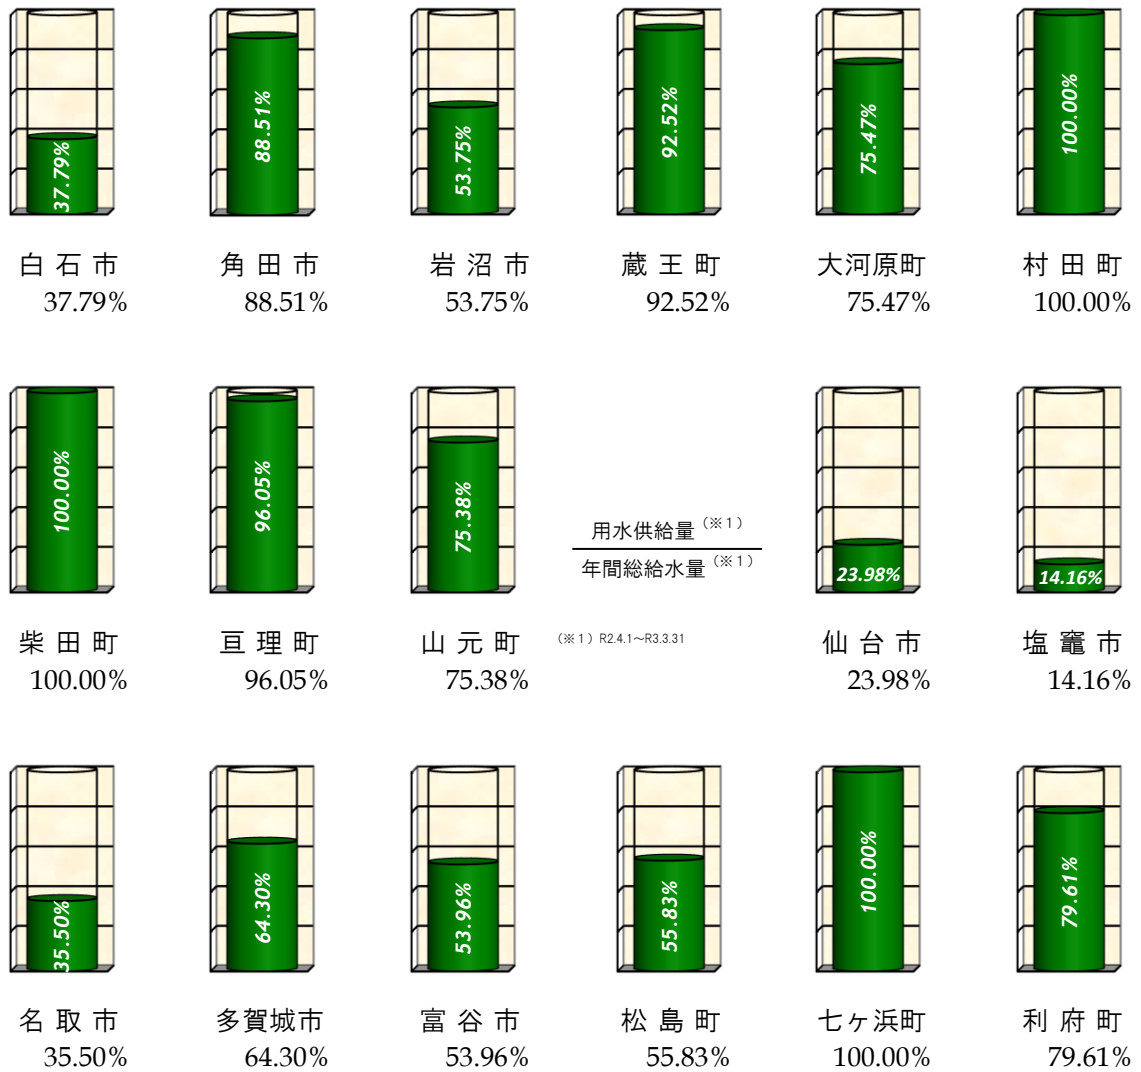 37.79% 88.51% 53.75% 92.52% 75.47% 100.00%
白石市 角田市 岩沼市 蔵王町 大河原町 村田町
37.79% 88.51% 53.75% 92.52% 75.47% 100.00%
100.00% 96.05% 75.38% 23.98% 14.16%
用水供給量(※1)
年間総給水量(※1)
柴田町 亘理町 山元町 (※1) R2.4.1～R3.3.31 仙台市 塩竈市
100.00% 96.05% 75.38% 23.98% 14.16%
35.50% 64.30% 53.96% 55.83% 100.00% 79.61%
名取市 多賀城市 富谷市 松島町 七ヶ浜町 利府町
35.50% 64.30% 53.96% 55.83% 100.00% 79.61%